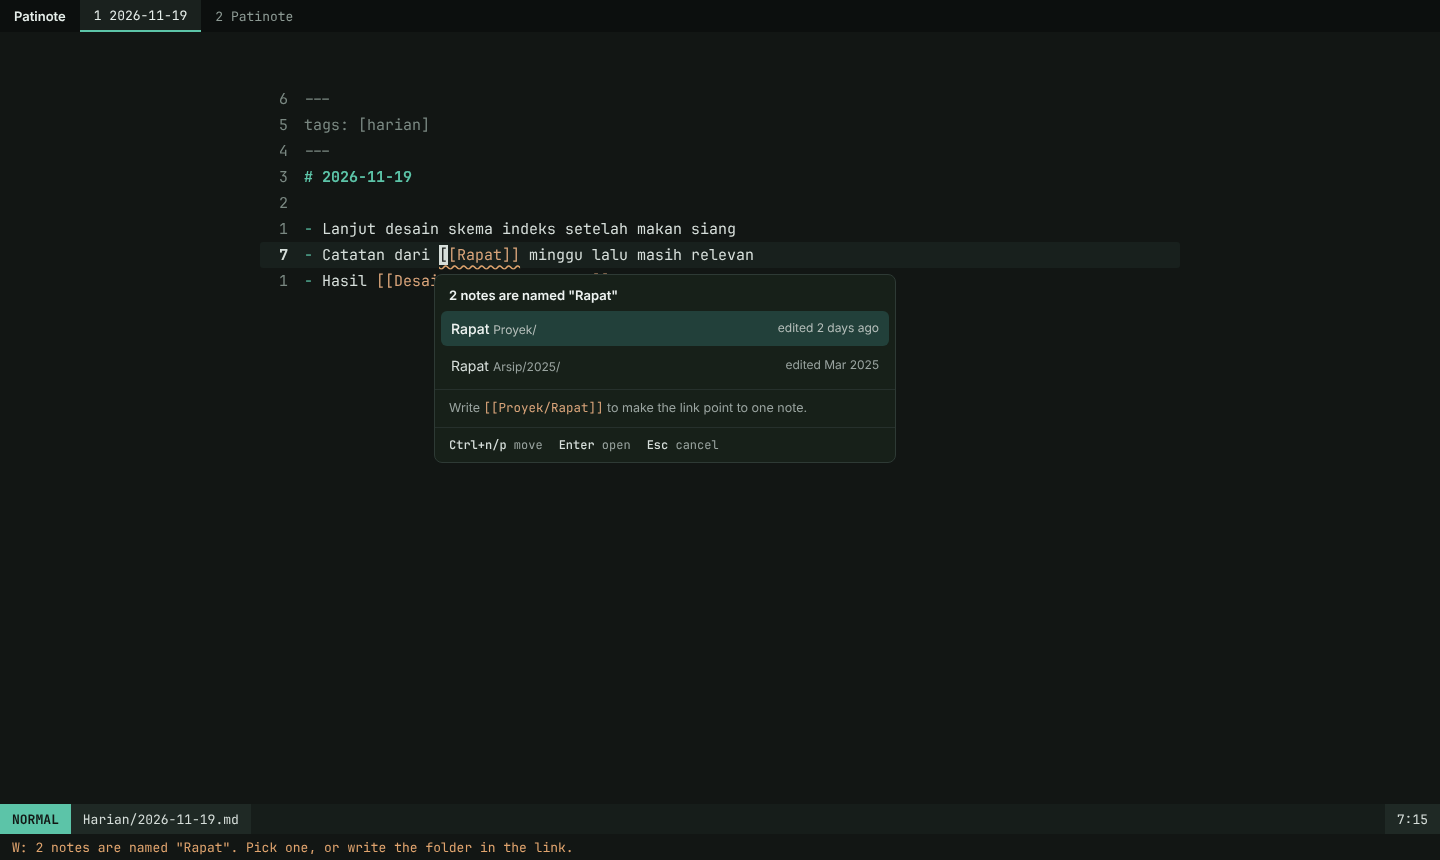 Patinote 1 2026-11-19 2 Patinote
6 ---
5 tags: [harian]
4 ---
3 # 2026-11-19
2
1 - Lanjut desain skema indeks setelah makan siang
7 - Catatan dari [[Rapat]] minggu lalu masih relevan
1 - Hasil [[Desai
2 notes are named "Rapat"
Rapat Proyek/ edited 2 days ago
Rapat Arsip/2025/ edited Mar 2025
Write [[Proyek/Rapat]] to make the link point to one note.
Ctrl+n/p move Enter open Esc cancel
NORMAL Harian/2026-11-19.md 7:15
W: 2 notes are named "Rapat". Pick one, or write the folder in the link.